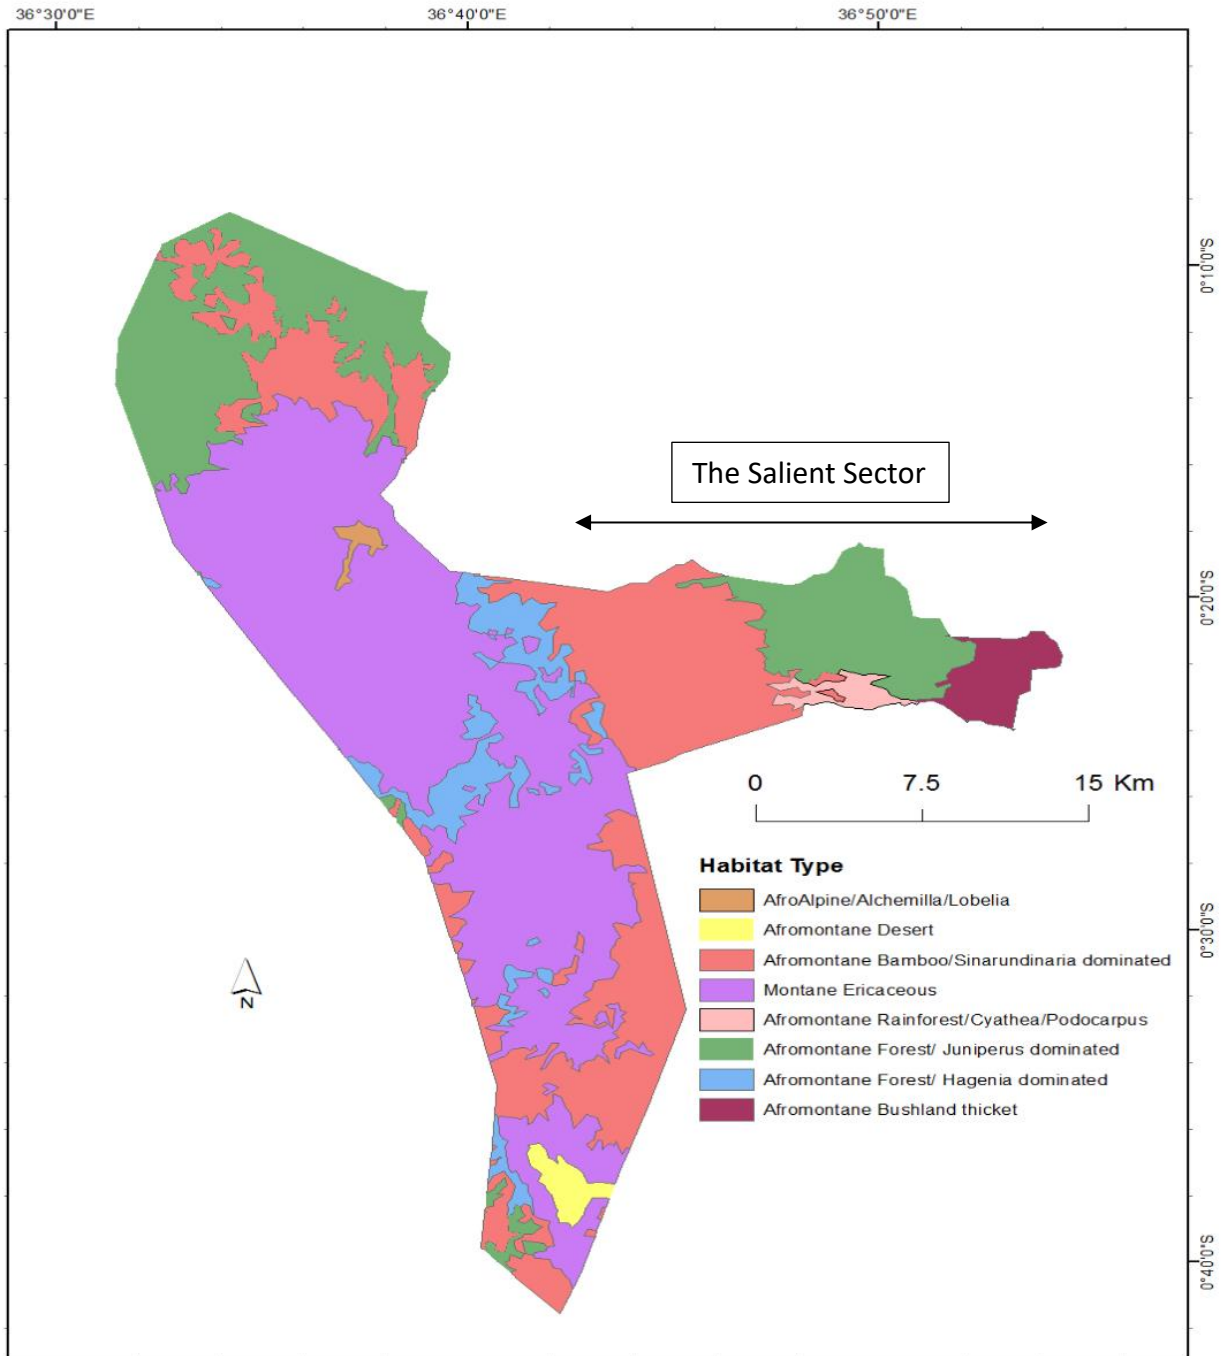 36°30'0"E
36°40'0"E
36°50'0"E
0°10'0"S
The Salient Sector
0°20'0"S
0 7.5 15 Km
Habitat Type
AfroAlpine/Alchemilla/Lobelia
Afromontane Desert
0°30'0"S
Afromontane Bamboo/Sinarundinaria dominated
Montane Ericaceous
N
Afromontane Rainforest/Cyathea/Podocarpus
Afromontane Forest/ Juniperus dominated
Afromontane Forest/ Hagenia dominated
Afromontane Bushland thicket
0°40'0"S